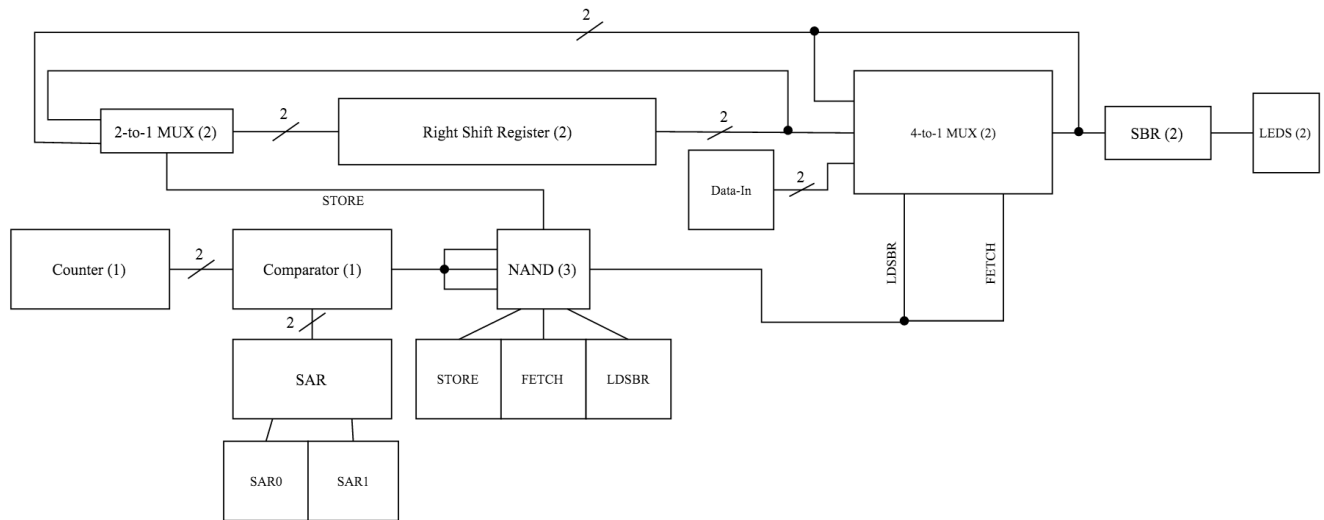 2
2-to-1 MUX (2)
2
Right Shift Register (2)
2
4-to-1 MUX (2)
SBR (2)
LEDS (2)
Data-In
2
STORE
Counter (1)
2
Comparator (1)
NAND (3)
LDSBR
FETCH
2
SAR
STORE
FETCH
LDSBR
SAR0
SAR1